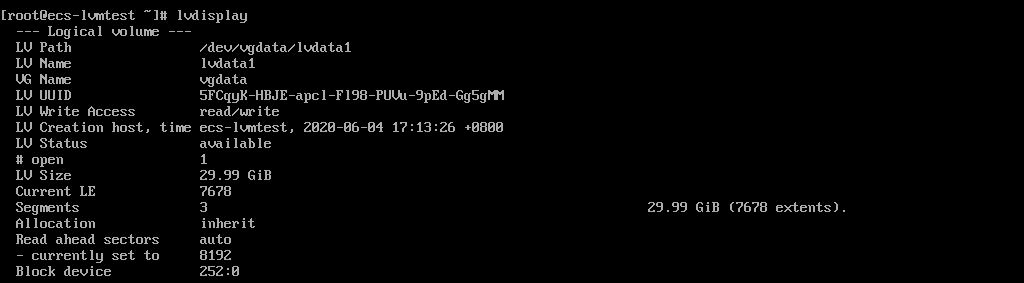 [root@ecs-lvmtest ~]# lvdisplay
--- Logical volume ---
LV Path                /dev/vgdata/lvdata1
LV Name                lvdata1
VG Name                vgdata
LV UUID                5FCqyK-HBJE-apcl-Fl98-PUVu-9pEd-Gg5gMM
LV Write Access        read/write
LV Creation host, time ecs-lvmtest, 2020-06-04 17:13:26 +0800
LV Status              available
# open                 1
LV Size                29.99 GiB
Current LE             7678
Segments               3                29.99 GiB (7678 extents).
Allocation             inherit
Read ahead sectors     auto
- currently set to     8192
Block device           252:0